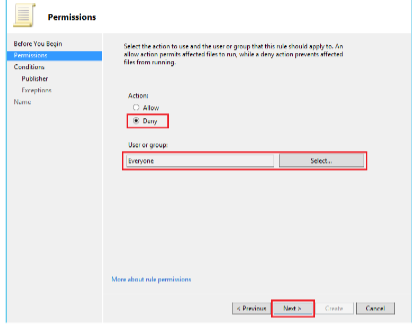 Permissions
Before You Begin
Permissions
Conditions
Publisher
Exceptions
Name
Select the action to use and the user or group that this rule should apply to. An
allow action permits affected files to run, while a deny action prevents affected
files from running.
Action:
Allow
Deny
User or group:
Everyone
Select...
More about rule permissions
< Previous
Next >
Create
Cancel